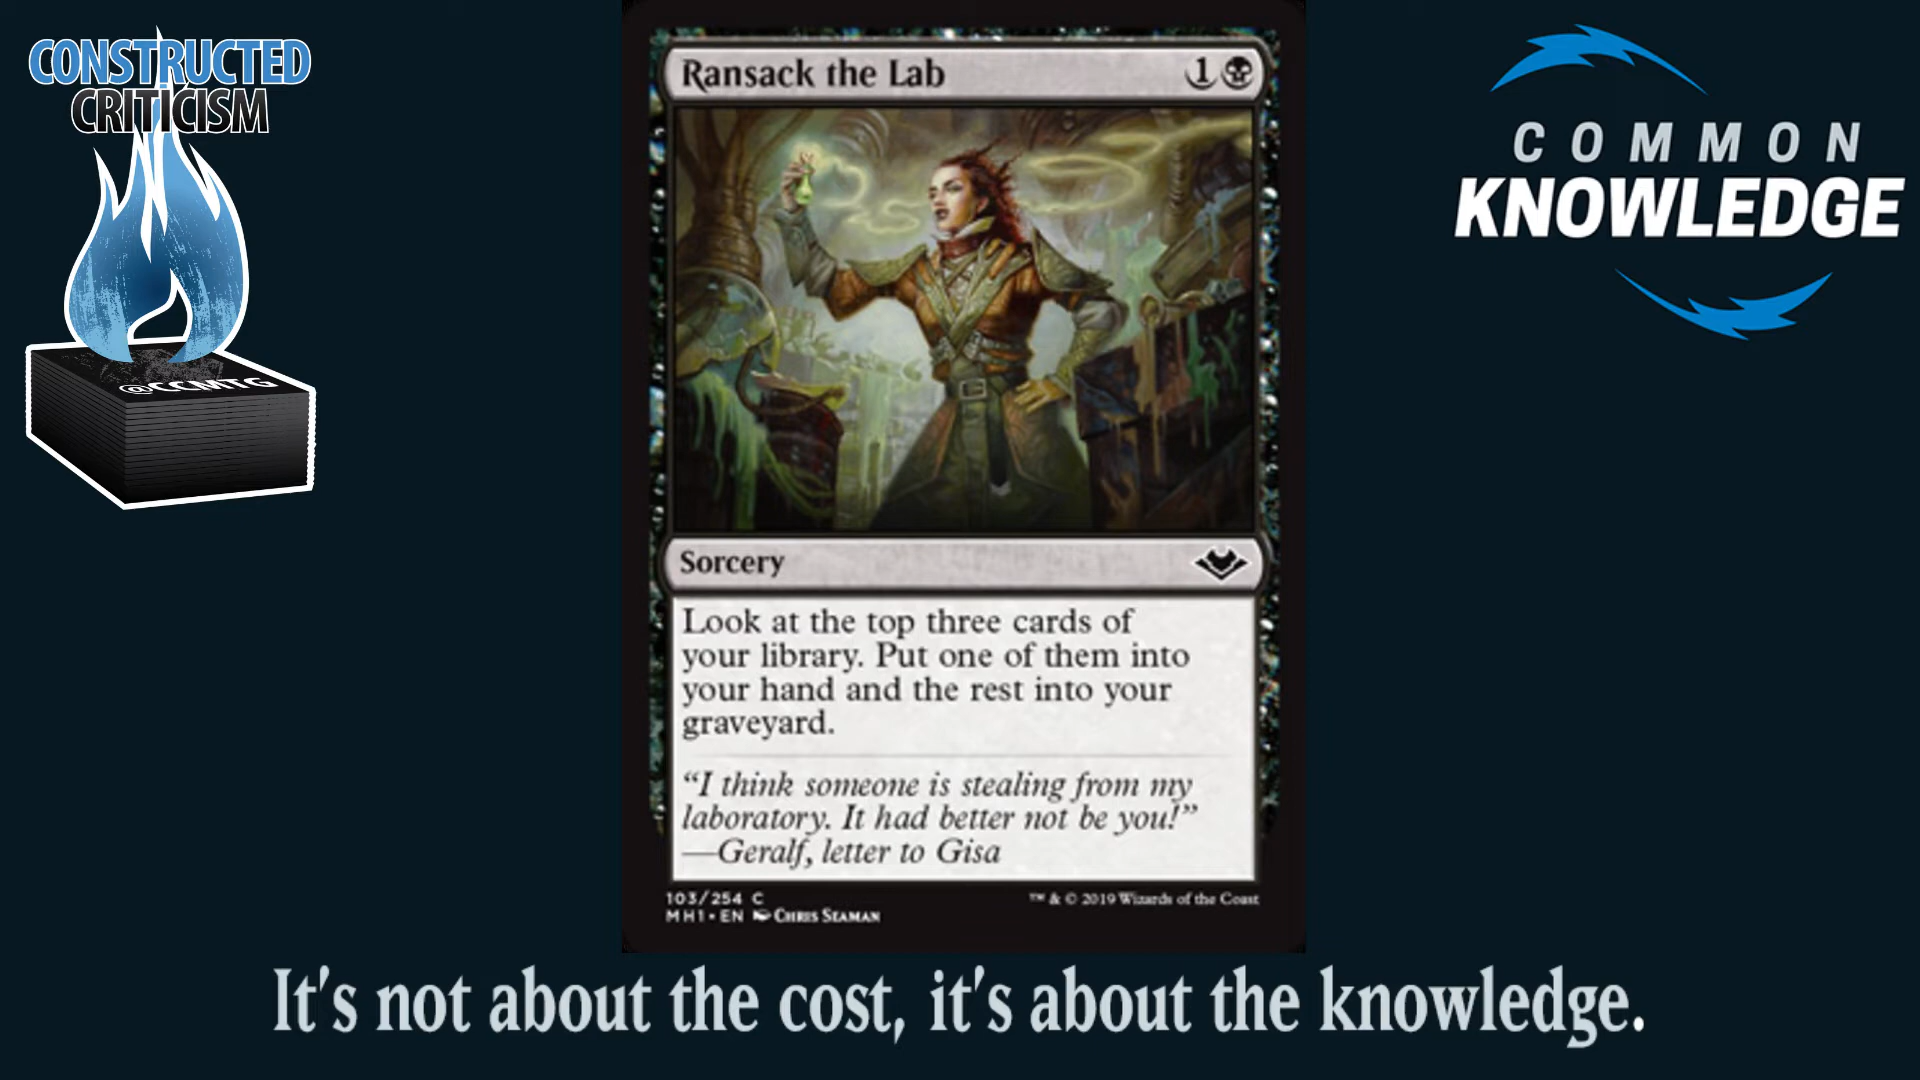 CONSTRUCTED
CRITICISM
@CCMTG
Ransack the Lab 1
COMMON
KNOWLEDGE
Sorcery
Look at the top three cards of
your library. Put one of them into
your hand and the rest into your
graveyard.
“I think someone is stealing from my
laboratory. It had better not be you!”
—Geralf, letter to Gisa
103/254 C
MH1 • EN Chris Seaman
™ & © 2019 Wizards of the Coast
It's not about the cost, it's about the knowledge.